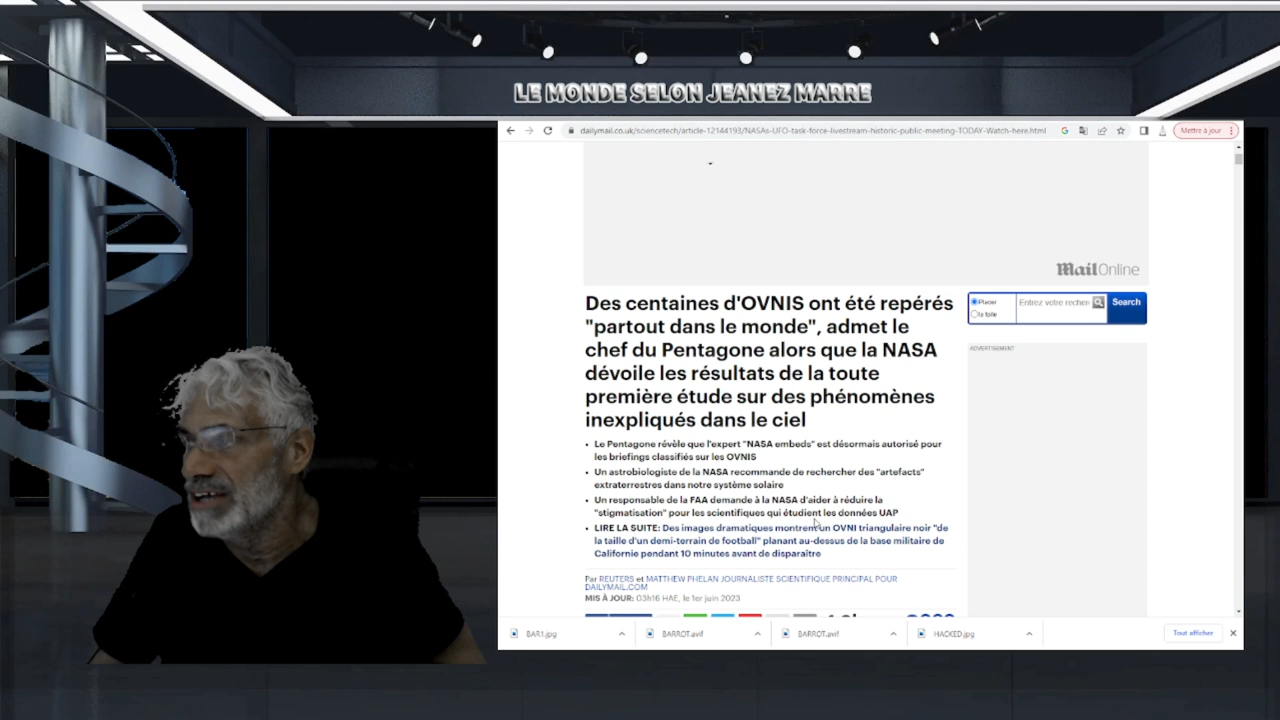 LE MONDE SELON JEANEZ MARRE
dailymail.co.uk/sciencetech/article-12144193/NASAs-UFO-task-force-livestream-historic-public-meeting-TODAY-Watch-here.html
Mettre à jour
MailOnline
Des centaines d'OVNIS ont été repérés
"partout dans le monde", admet le
chef du Pentagone alors que la NASA
dévoile les résultats de la toute
première étude sur des phénomènes
inexpliqués dans le ciel
Placer
la toile
Entrez votre recher
Search
ADVERTISEMENT
Le Pentagone révèle que l'expert "NASA embeds" est désormais autorisé pour
les briefings classifiés sur les OVNIS
Un astrobiologiste de la NASA recommande de rechercher des "artefacts"
extraterrestres dans notre système solaire
Un responsable de la FAA demande à la NASA d'aider à réduire la
"stigmatisation" pour les scientifiques qui étudient les données UAP
LIRE LA SUITE: Des images dramatiques montrent un OVNI triangulaire noir "de
la taille d'un demi-terrain de football" planant au-dessus de la base militaire de
Californie pendant 10 minutes avant de disparaître
Par REUTERS et MATTHEW PHELAN JOURNALISTE SCIENTIFIQUE PRINCIPAL POUR
DAILYMAIL.COM
MIS À JOUR: 03h16 HAE, le 1er juin 2023
BAR1.jpg
BARROT.avif
BARROT.avif
HACKED.jpg
Tout afficher